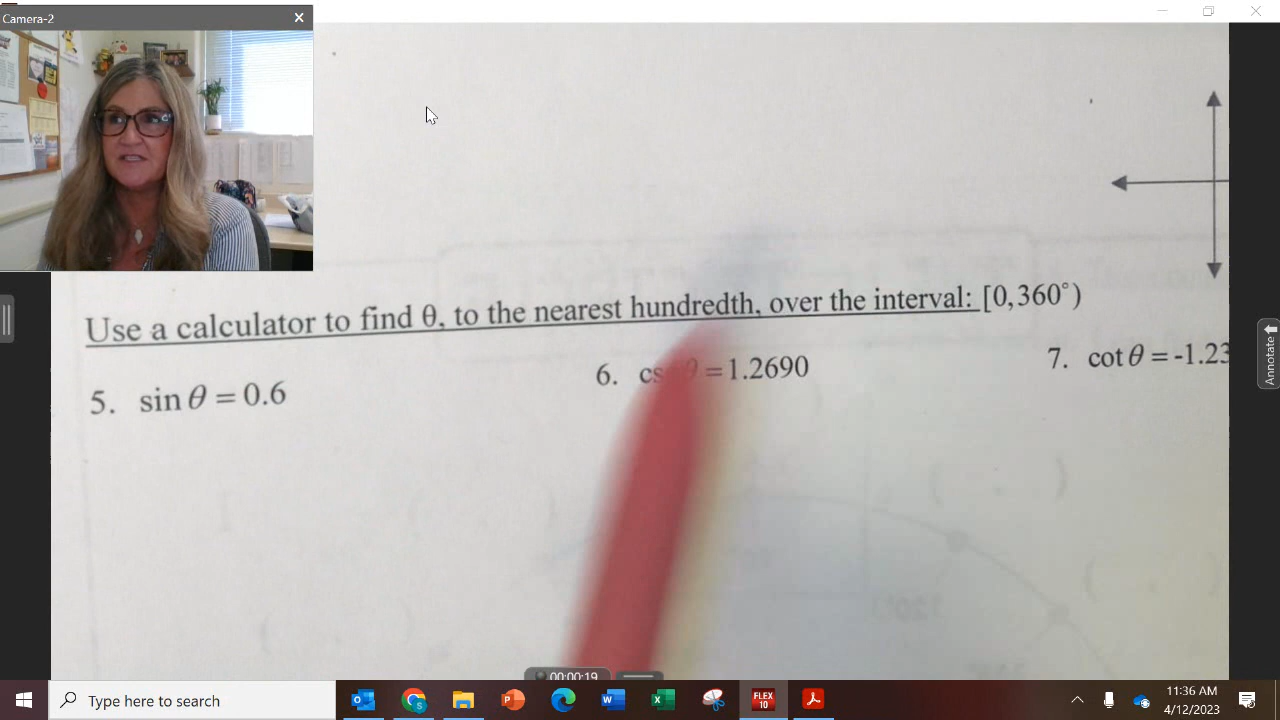 Camera-2
Use a calculator to find θ, to the nearest hundredth, over the interval: [0,360°)
5. sin θ = 0.6
6. = 1.2690
7. cot θ = -1.23
Annotate
00:00:19
Type here to search
FLEX
10
11:36 AM
4/12/2023